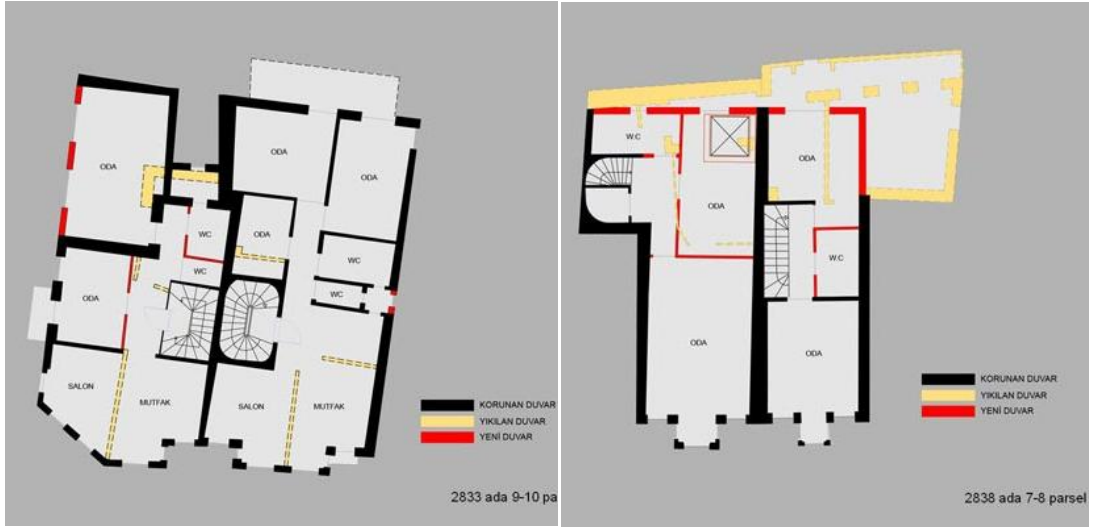 ODA
ODA
ODA
WC
ODA
WC
WC
ODA
WC
SALON
MUTFAK
SALON
MUTFAK
KORUNAN DUVAR
YIKILAN DUVAR
YENİ DUVAR
2833 ada 9-10 pa
W.C
ODA
ODA
W.C
ODA
ODA
KORUNAN DUVAR
YIKILAN DUVAR
YENİ DUVAR
2838 ada 7-8 parsel